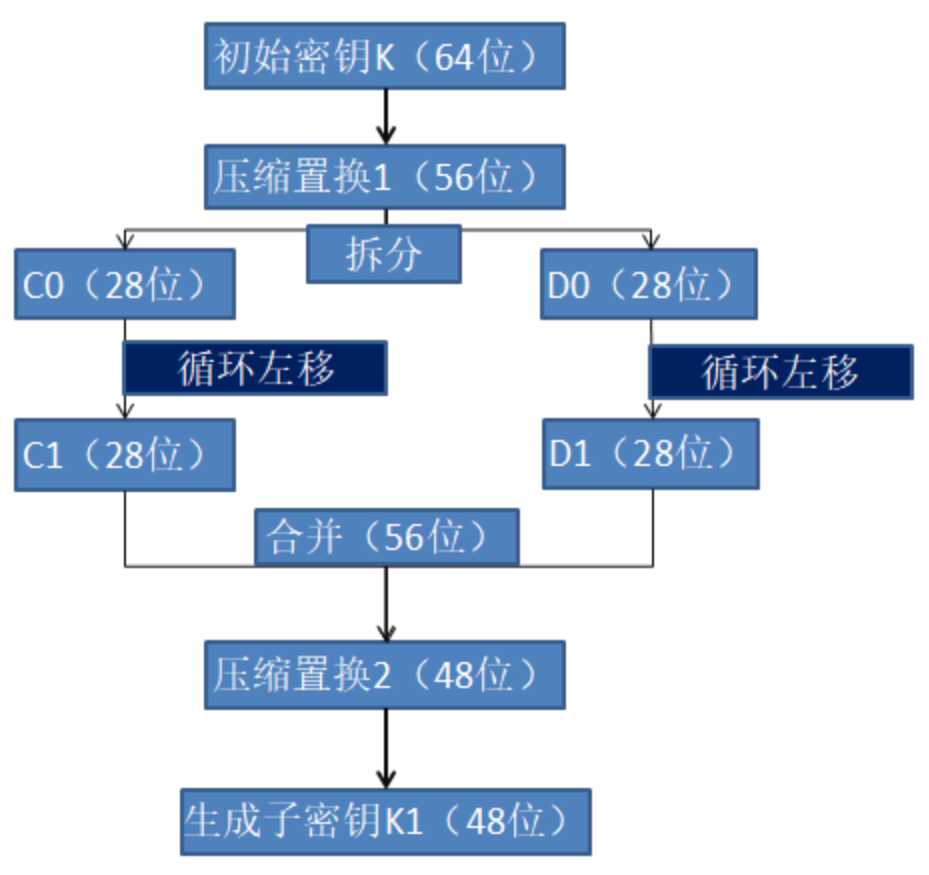 初始密钥K（64位）
压缩置换1（56位）
拆分
C0（28位）
D0（28位）
循环左移
循环左移
C1（28位）
D1（28位）
合并（56位）
压缩置换2（48位）
生成子密钥K1（48位）